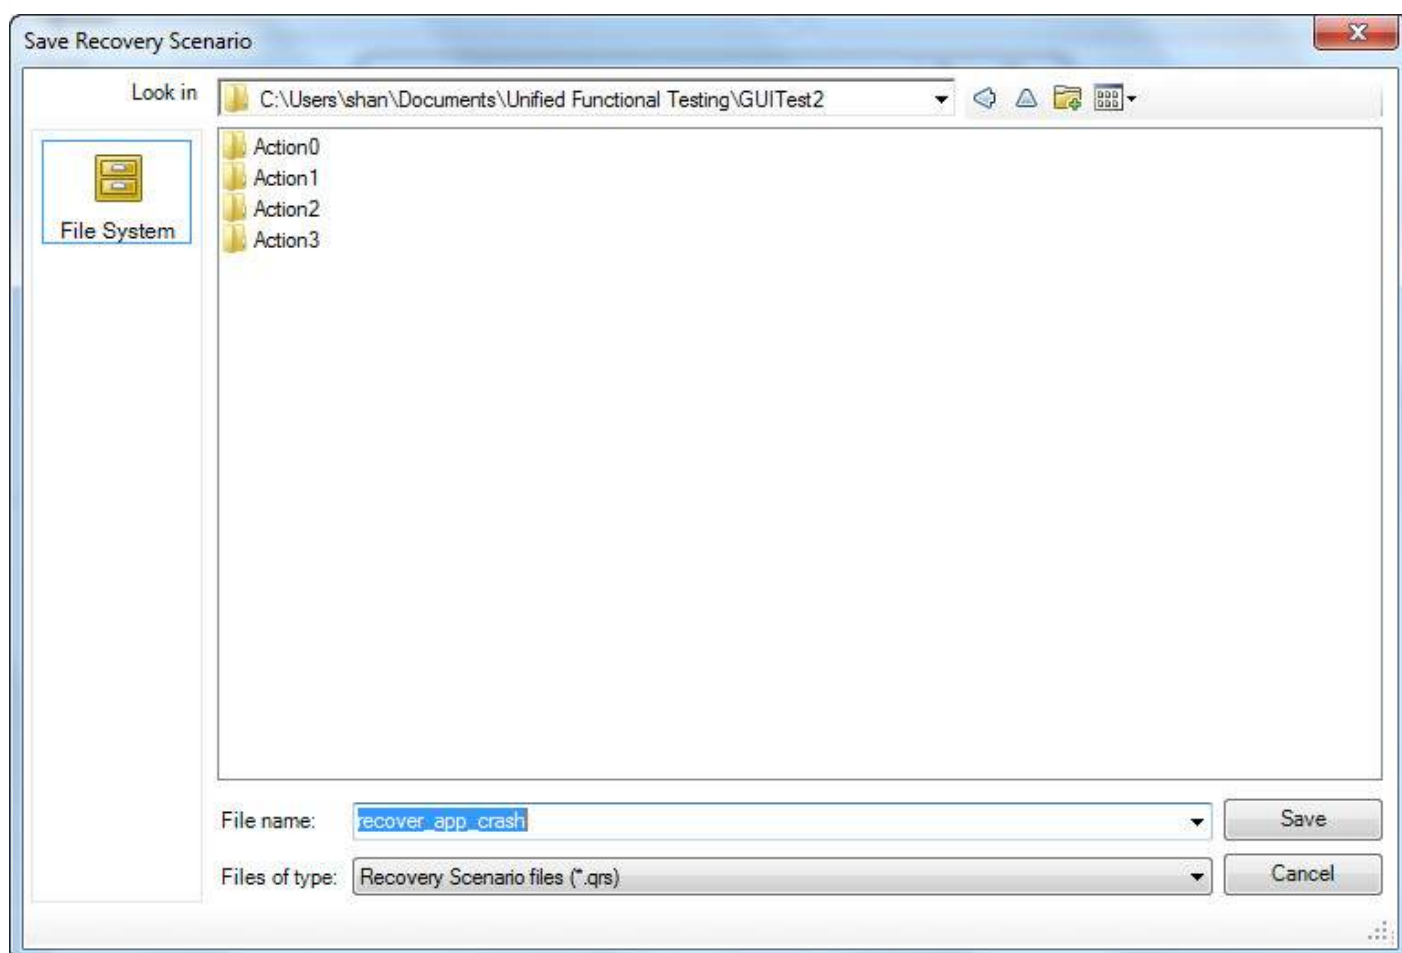 Save Recovery Scenario
Look in
C:\Users\shan\Documents\Unified Functional Testing\GUITest2
File System
Action0
Action1
Action2
Action3
File name:
recover_app_crash
Save
Files of type:
Recovery Scenario files (*.qrs)
Cancel